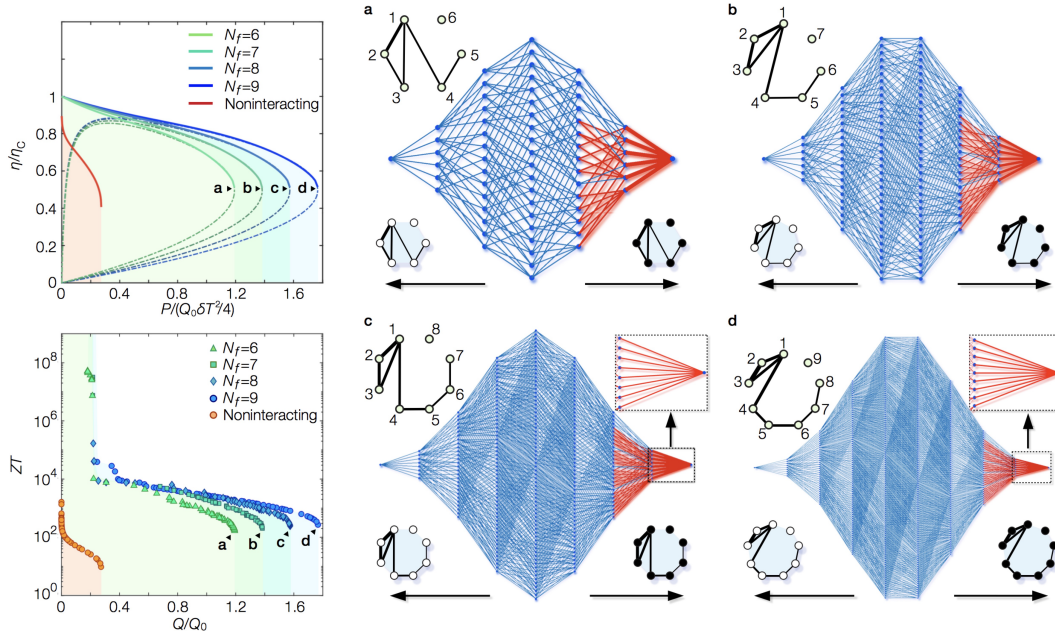 N_f=6
N_f=7
N_f=8
N_f=9
Noninteracting
1
0.8
0.6
0.4
0.2
0
η/η_C
a b c d
0 0.4 0.8 1.2 1.6
P/(Q_0δT^2/4)
N_f=6
N_f=7
N_f=8
N_f=9
Noninteracting
10^8
10^6
10^4
10^2
10^0
ZT
a b c d
0 0.4 0.8 1.2 1.6
Q/Q_0
a
1
6
2
5
3
4
b
1
2
7
3
6
4
5
c
1
8
2
7
3
6
4
5
d
1
2
9
3
8
4
7
5
6